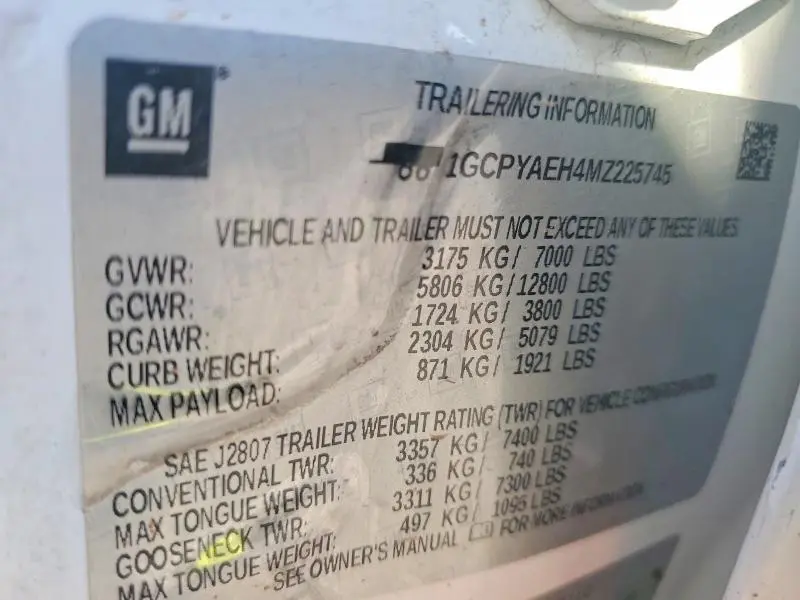 GM®
TRAILERING INFORMATION
1GCPYAEH4MZ225745
VEHICLE AND TRAILER MUST NOT EXCEED ANY OF THESE VALUES
GVWR: 3175 KG/ 7000 LBS
GCWR: 5806 KG/12800 LBS
RGAWR: 1724 KG/ 3800 LBS
CURB WEIGHT: 2304 KG/ 5079 LBS
MAX PAYLOAD: 871 KG/ 1921 LBS
SAE J2807 TRAILER WEIGHT RATING (TWR) FOR VEHICLE CONFIGURATION
CONVENTIONAL TWR: 3357 KG/ 7400 LBS
MAX TONGUE WEIGHT: 336 KG/ 740 LBS
GOOSENECK TWR: 3311 KG/ 7300 LBS
MAX TONGUE WEIGHT: 497 KG/ 1095 LBS
SEE OWNER'S MANUAL FOR MORE INFORMATION